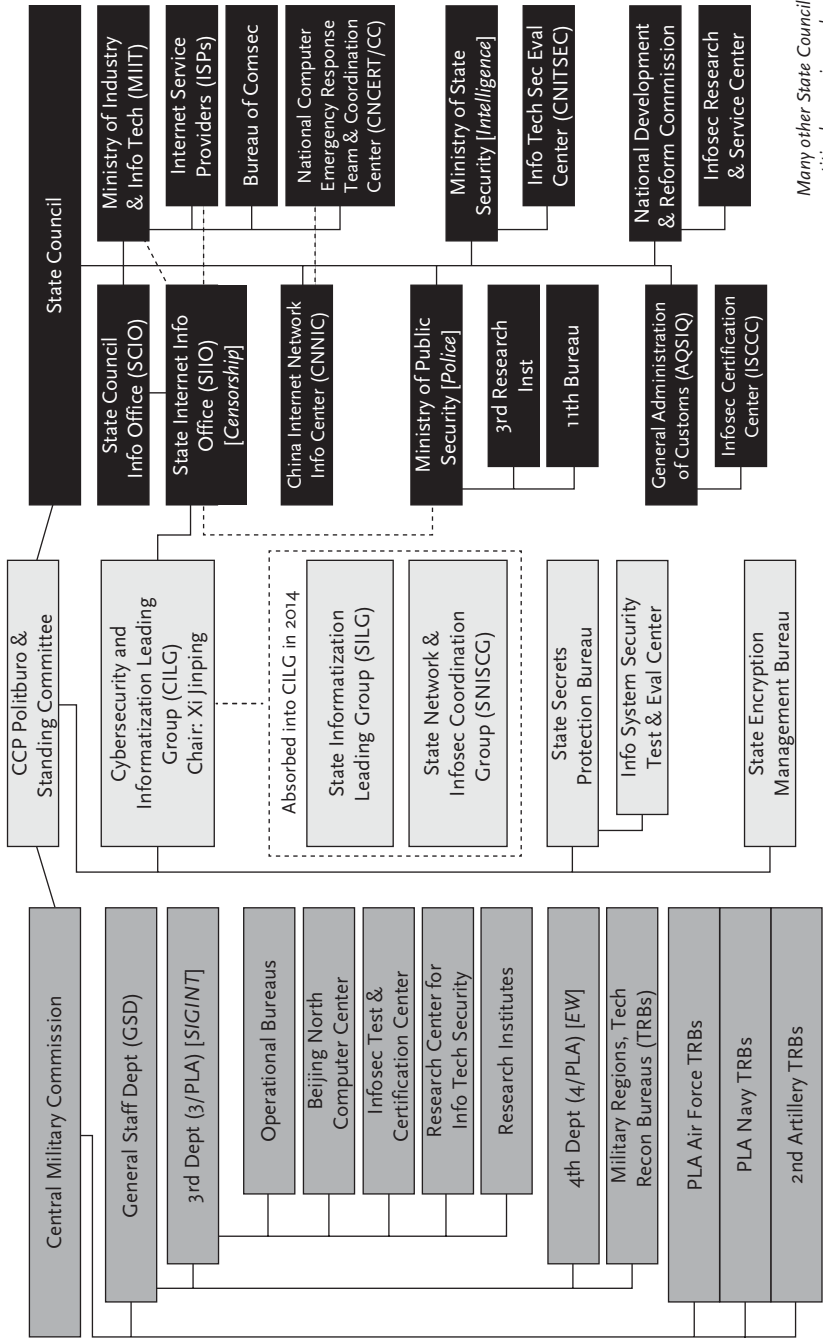 Central Military Commission
General Staff Dept (GSD)
3rd Dept (3/PLA) [SIGINT]
Operational Bureaus
Beijing North
Computer Center
Infosec Test &
Certification Center
Research Center for
Info Tech Security
Research Institutes
4th Dept (4/PLA) [EW]
Military Regions, Tech
Recon Bureaus (TRBs)
PLA Air Force TRBs
PLA Navy TRBs
2nd Artillery TRBs
CCP Politburo &
Standing Committee
Cybersecurity and
Informatization Leading
Group (CILG)
Chair: Xi Jinping
Absorbed into CILG in 2014
State Informatization
Leading Group (SILG)
State Network &
Infosec Coordination
Group (SNISCG)
State Secrets
Protection Bureau
Info System Security
Test & Eval Center
State Encryption
Management Bureau
State Council
State Council
Info Office (SCIO)
State Internet Info
Office (SIIO)
[Censorship]
China Internet Network
Info Center (CNNIC)
Ministry of Public
Security [Police]
3rd Research
Inst
11th Bureau
General Administration
of Customs (AQSIQ)
Infosec Certification
Center (ISCCC)
Ministry of Industry
& Info Tech (MIIT)
Internet Service
Providers (ISPs)
Bureau of Comsec
National Computer
Emergency Response
Team & Coordination
Center (CNCERT/CC)
Ministry of State
Security [Intelligence]
Info Tech Sec Eval
Center (CNITSEC)
National Development
& Reform Commission
Infosec Research
& Service Center
Many other State Council